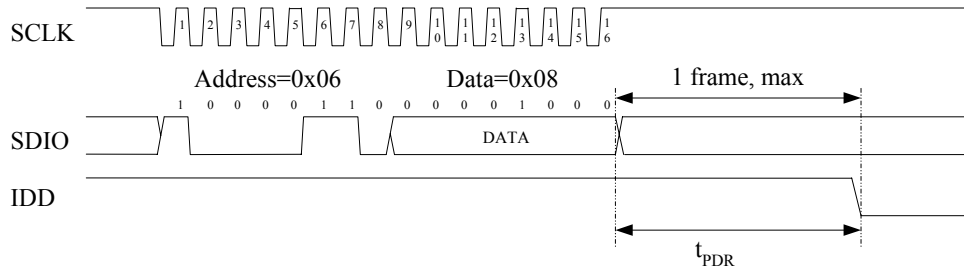 SCLK
1 2 3 4 5 6 7 8 9 10 11 12 13 14 15 16
Address=0x06 Data=0x08 1 frame, max
1 0 0 0 0 1 1 0 0 0 0 0 1 0 0 0
SDIO DATA
IDD
tPDR